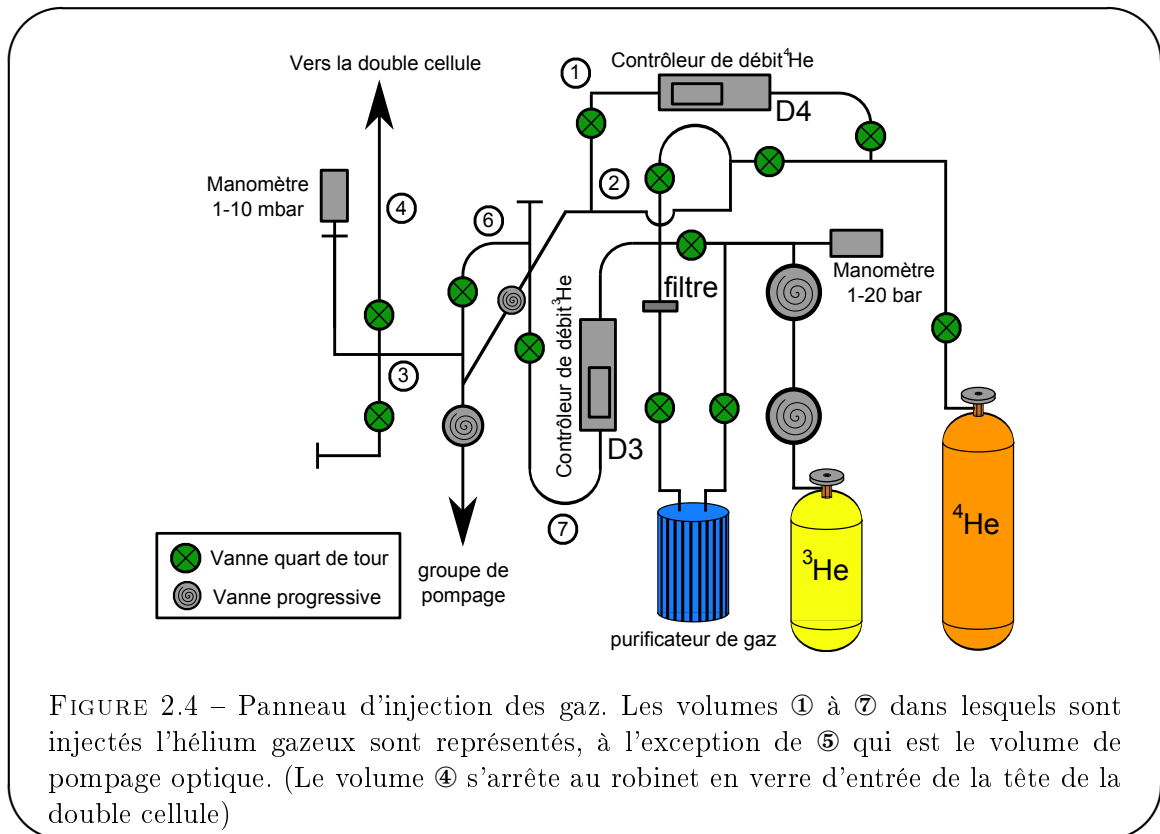 Vers la double cellule
1
Contrôleur de débit ⁴He
D4
Manomètre
1-10 mbar
4
2
6
Manomètre
1-20 bar
filtre
Contrôleur de débit ³He
3
D3
7
⁴He
³He
Vanne quart de tour
Vanne progressive
groupe de
pompage
purificateur de gaz
FIGURE 2.4 – Panneau d'injection des gaz. Les volumes ① à ⑦ dans lesquels sont
injectés l'hélium gazeux sont représentés, à l'exception de ⑤ qui est le volume de
pompage optique. (Le volume ④ s'arrête au robinet en verre d'entrée de la tête de la
double cellule)